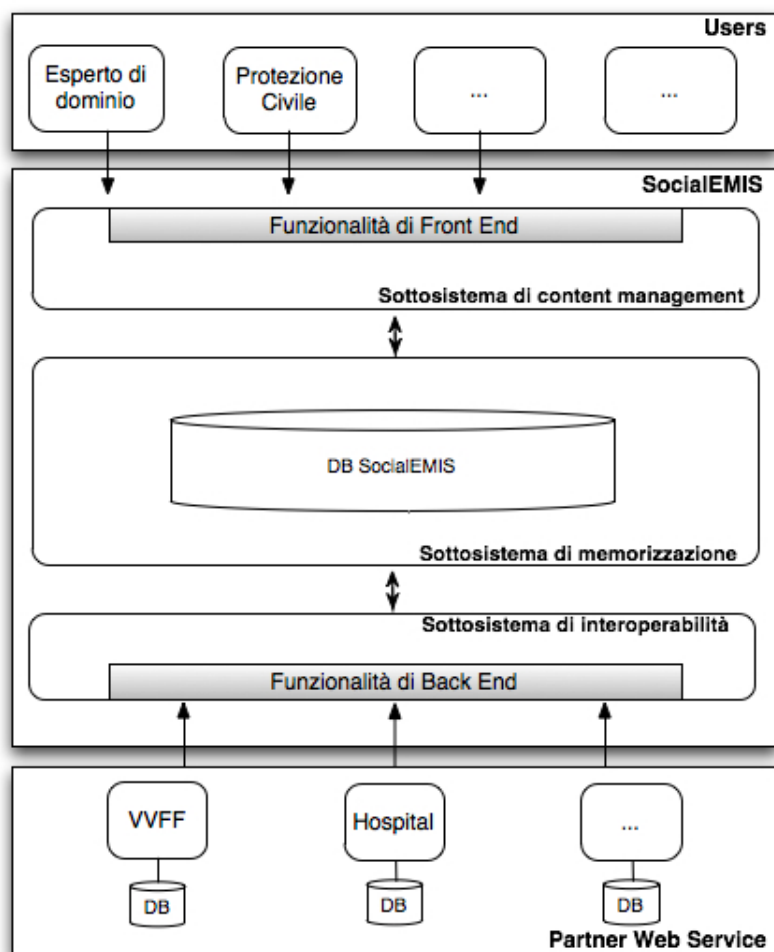 Users
Esperto di
dominio
Protezione
Civile
...
...
SocialEMIS
Funzionalità di Front End
Sottosistema di content management
DB SocialEMIS
Sottosistema di memorizzazione
Sottosistema di interoperabilità
Funzionalità di Back End
VVFF
Hospital
...
DB
DB
DB
Partner Web Service